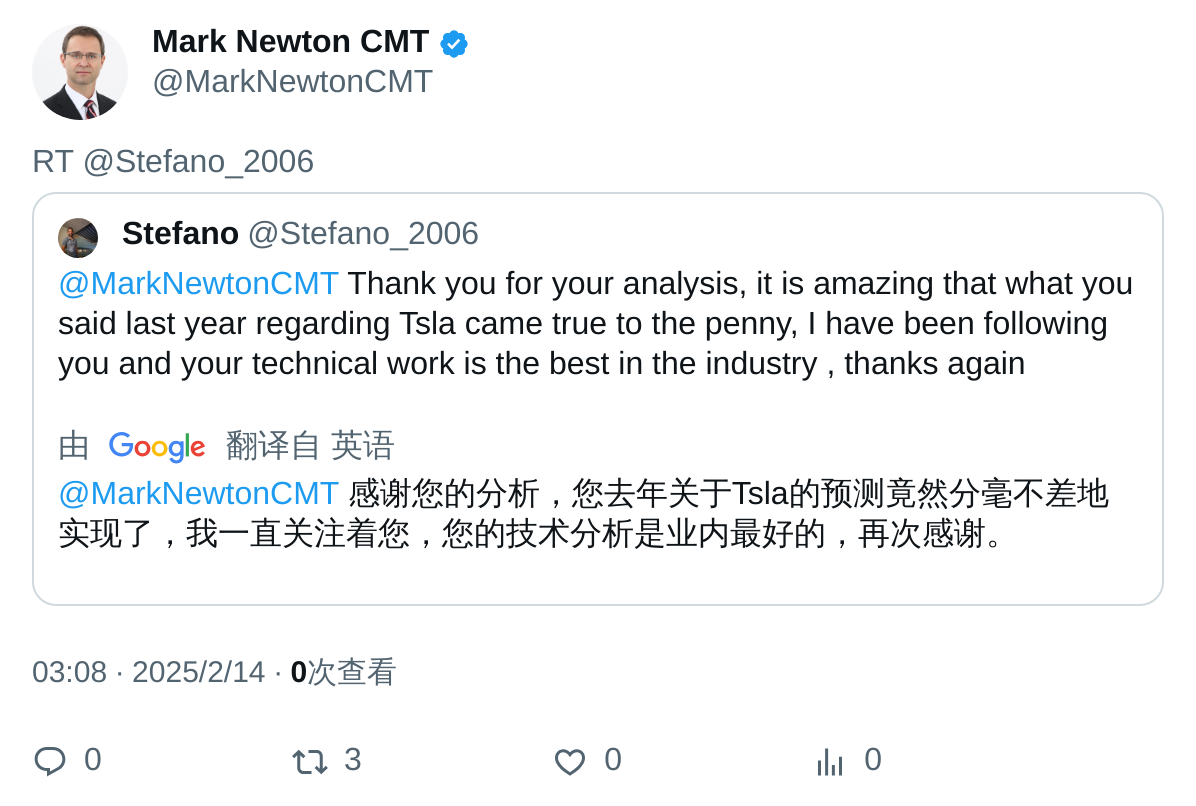 Mark Newton CMT
@MarkNewtonCMT
RT @Stefano_2006
Stefano @Stefano_2006
@MarkNewtonCMT Thank you for your analysis, it is amazing that what you
said last year regarding Tsla came true to the penny, I have been following
you and your technical work is the best in the industry , thanks again
由 Google 翻译自 英语
@MarkNewtonCMT 感谢您的分析，您去年关于Tsla的预测竟然分毫不差地
实现了，我一直关注着您，您的技术分析是业内最好的，再次感谢。
03:08 · 2025/2/14 · 0次查看
0 3 0 0